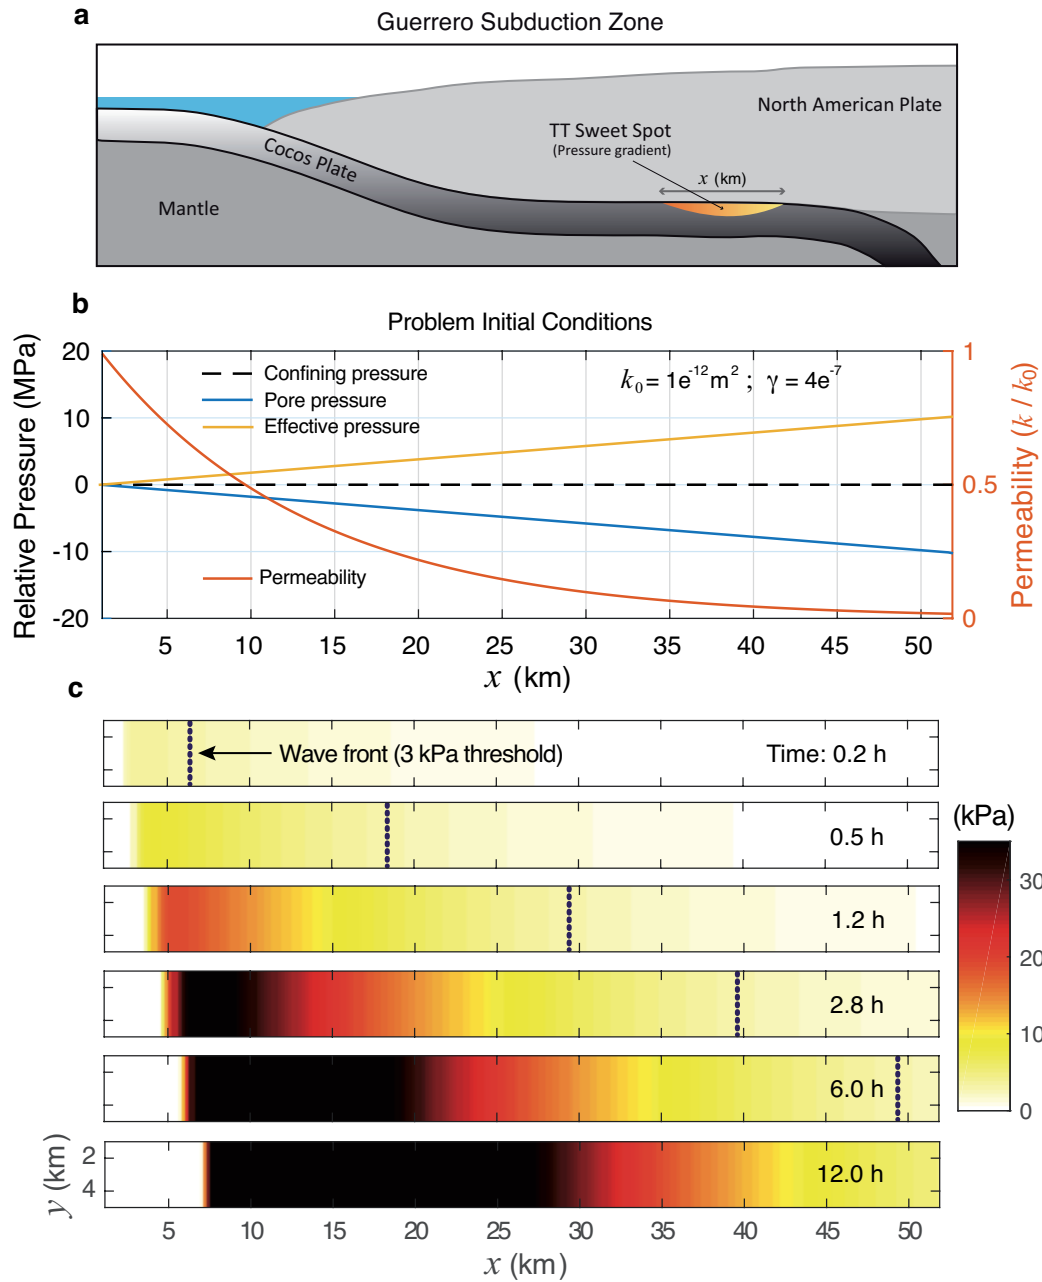 a
Guerrero Subduction Zone
North American Plate
TT Sweet Spot
(Pressure gradient)
x (km)
Cocos Plate
Mantle
b
Problem Initial Conditions
Relative Pressure (MPa)
20
10
0
-10
-20
Confining pressure
Pore pressure
Effective pressure
k₀ = 1e⁻¹²m² ; γ = 4e⁻⁷
Permeability
1
0.5
0
Permeability (k / k₀)
5 10 15 20 25 30 35 40 45 50
x (km)
c
Wave front (3 kPa threshold)
Time: 0.2 h
0.5 h
1.2 h
2.8 h
6.0 h
12.0 h
(kPa)
30
20
10
0
y (km)
2
4
5 10 15 20 25 30 35 40 45 50
x (km)